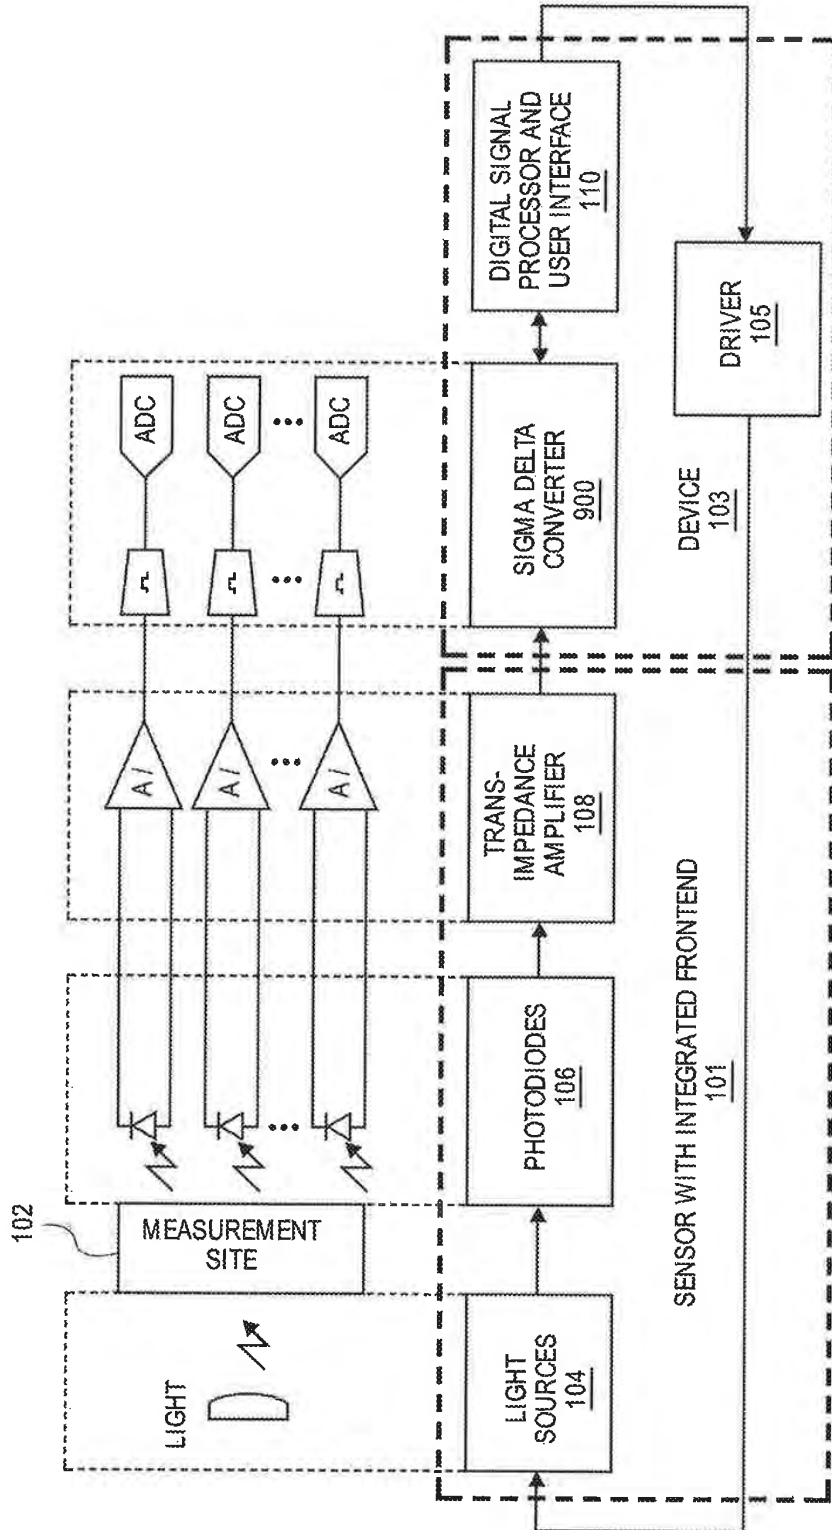 LIGHT
102
MEASUREMENT
SITE
A i
A i
A i
ADC
ADC
ADC
LIGHT
SOURCES
104
PHOTODIODES
106
TRANS-
IMPEDANCE
AMPLIFIER
108
SIGMA DELTA
CONVERTER
900
DIGITAL SIGNAL
PROCESSOR AND
USER INTERFACE
110
SENSOR WITH INTEGRATED FRONTEND
101
DEVICE
103
DRIVER
105